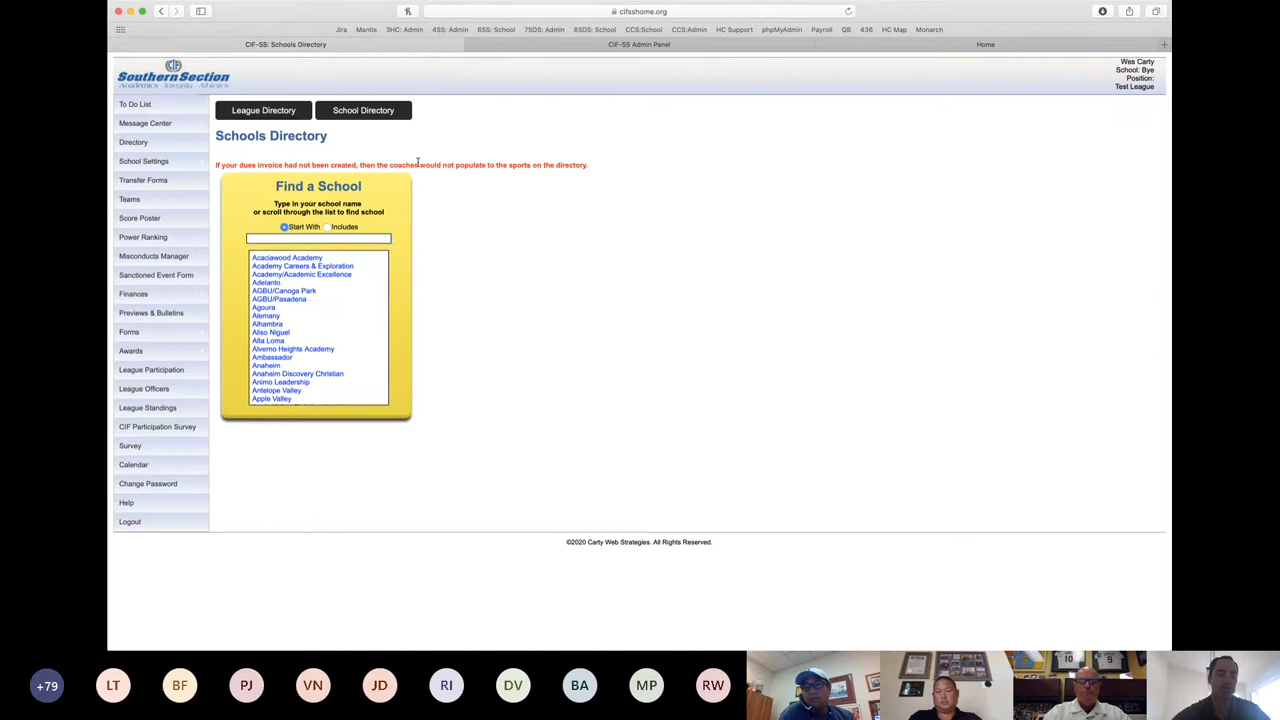 cifsshome.org
Jira Mantis 3HC: Admin 4SS: Admin 6SS: School 7SDS: Admin 8SDS: School CCS:School CCS:Admin HC Support phpMyAdmin Payroll QB 436 HC Map Monarch
CIF-SS: Schools Directory CIF-SS Admin Panel Home
CIF
Southern Section
Academics Integrity Athletics
Wes Carty
School: Bye
Position:
Test League
To Do List
Message Center
Directory
School Settings
Transfer Forms
Teams
Score Poster
Power Ranking
Misconducts Manager
Sanctioned Event Form
Finances
Previews & Bulletins
Forms
Awards
League Participation
League Officers
League Standings
CIF Participation Survey
Survey
Calendar
Change Password
Help
Logout
League Directory School Directory
Schools Directory
If your dues invoice had not been created, then the coaches would not populate to the sports on the directory.
Find a School
Type in your school name
or scroll through the list to find school
Start With Includes
Acaciawood Academy
Academy Careers & Exploration
Academy/Academic Excellence
Adelanto
AGBU/Canoga Park
AGBU/Pasadena
Agoura
Alemany
Alhambra
Aliso Niguel
Alta Loma
Alverno Heights Academy
Ambassador
Anaheim
Anaheim Discovery Christian
Animo Leadership
Antelope Valley
Apple Valley
©2020 Carty Web Strategies. All Rights Reserved.
+79 LT BF PJ VN JD RI DV BA MP RW
10 9